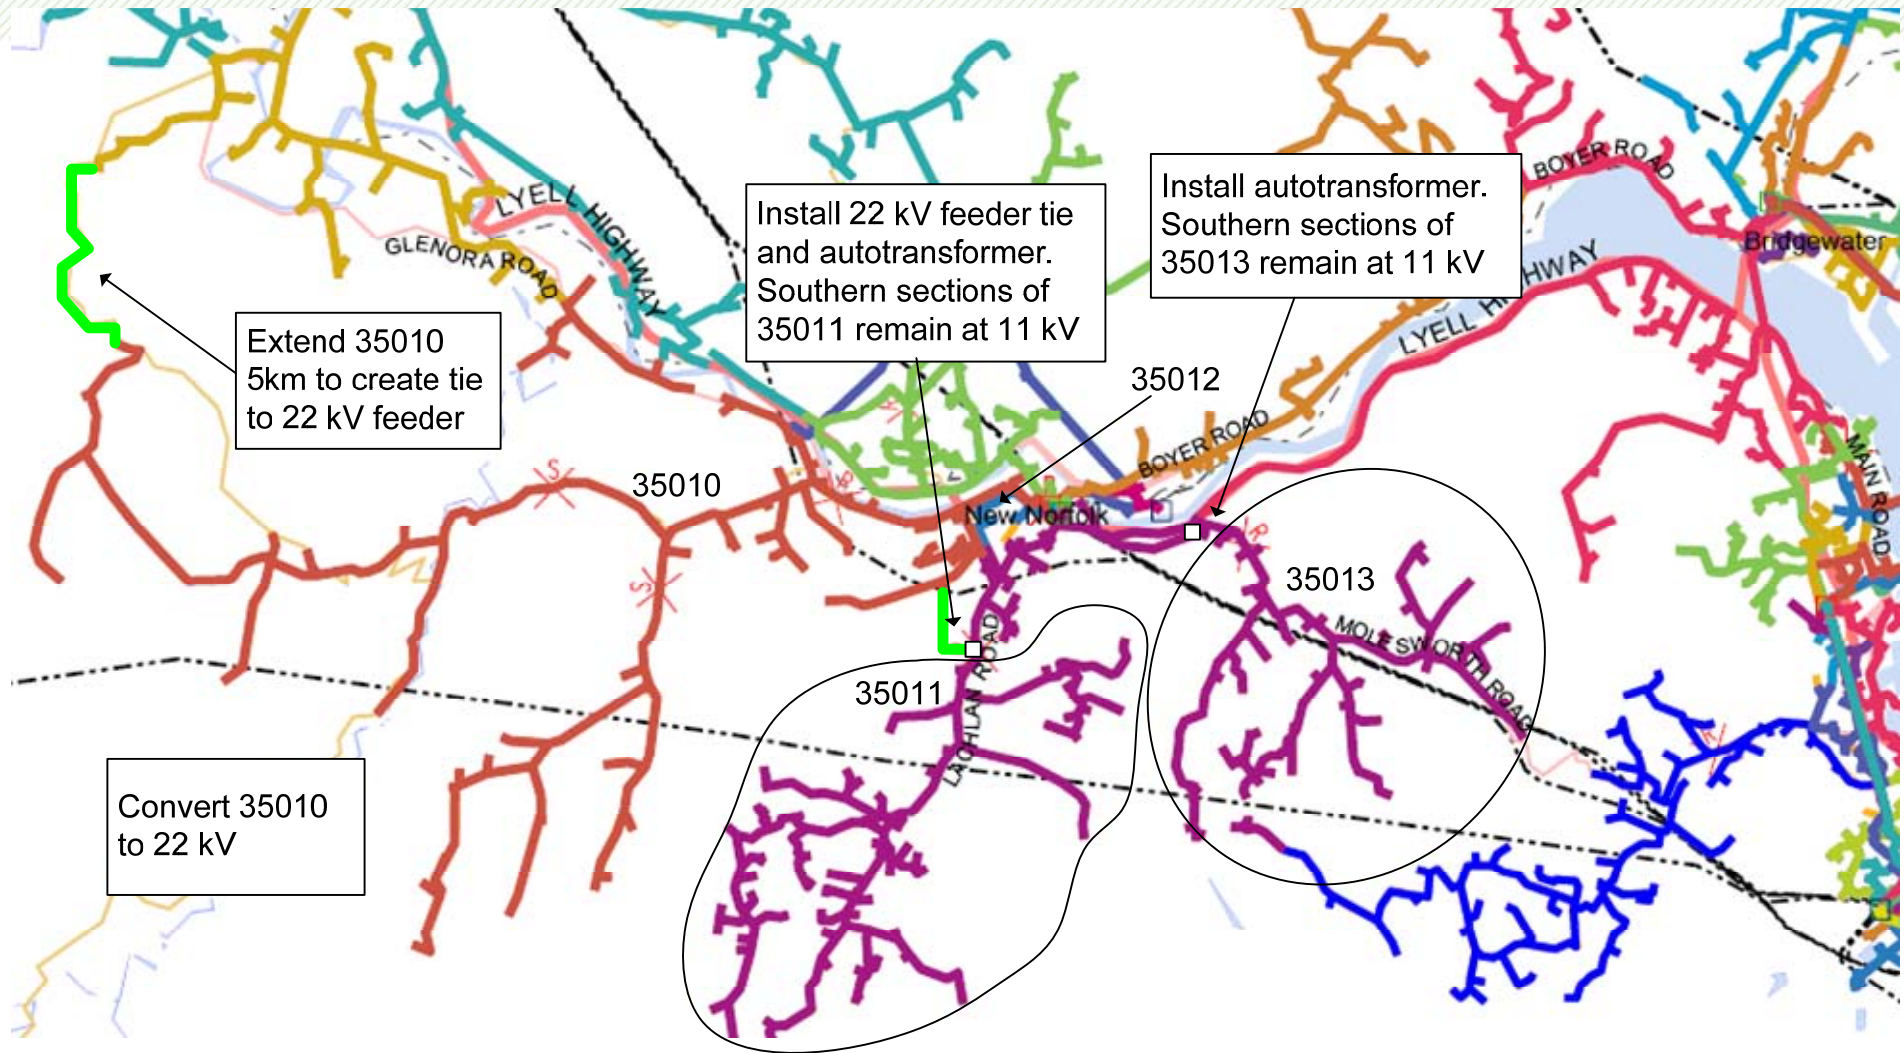 BOYER ROAD
Install autotransformer.
Southern sections of
35013 remain at 11 kV
Install 22 kV feeder tie
and autotransformer.
Southern sections of
35011 remain at 11 kV
LYELL HIGHWAY
GLENORA ROAD
Bridgewater
LYELL HIGHWAY
Extend 35010
5km to create tie
to 22 kV feeder
35012
BOYER ROAD
MAIN ROAD
S
35010
R
R
New Norfolk
R
S
35013
MOLESWORTH ROAD
35011
LACHLAN ROAD
Convert 35010
to 22 kV